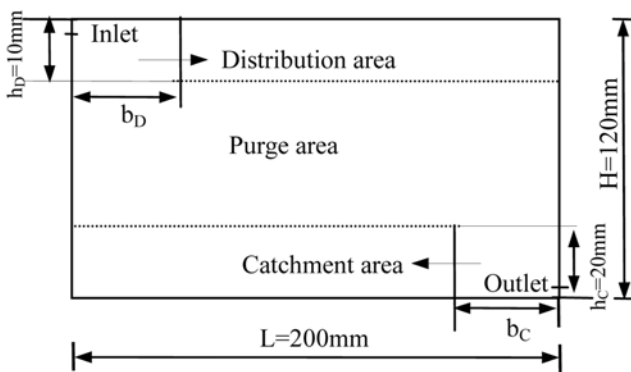 Inlet
h_D=10mm
Distribution area
b_D
Purge area
H=120mm
Catchment area
Outlet
h_C=20mm
b_C
L=200mm